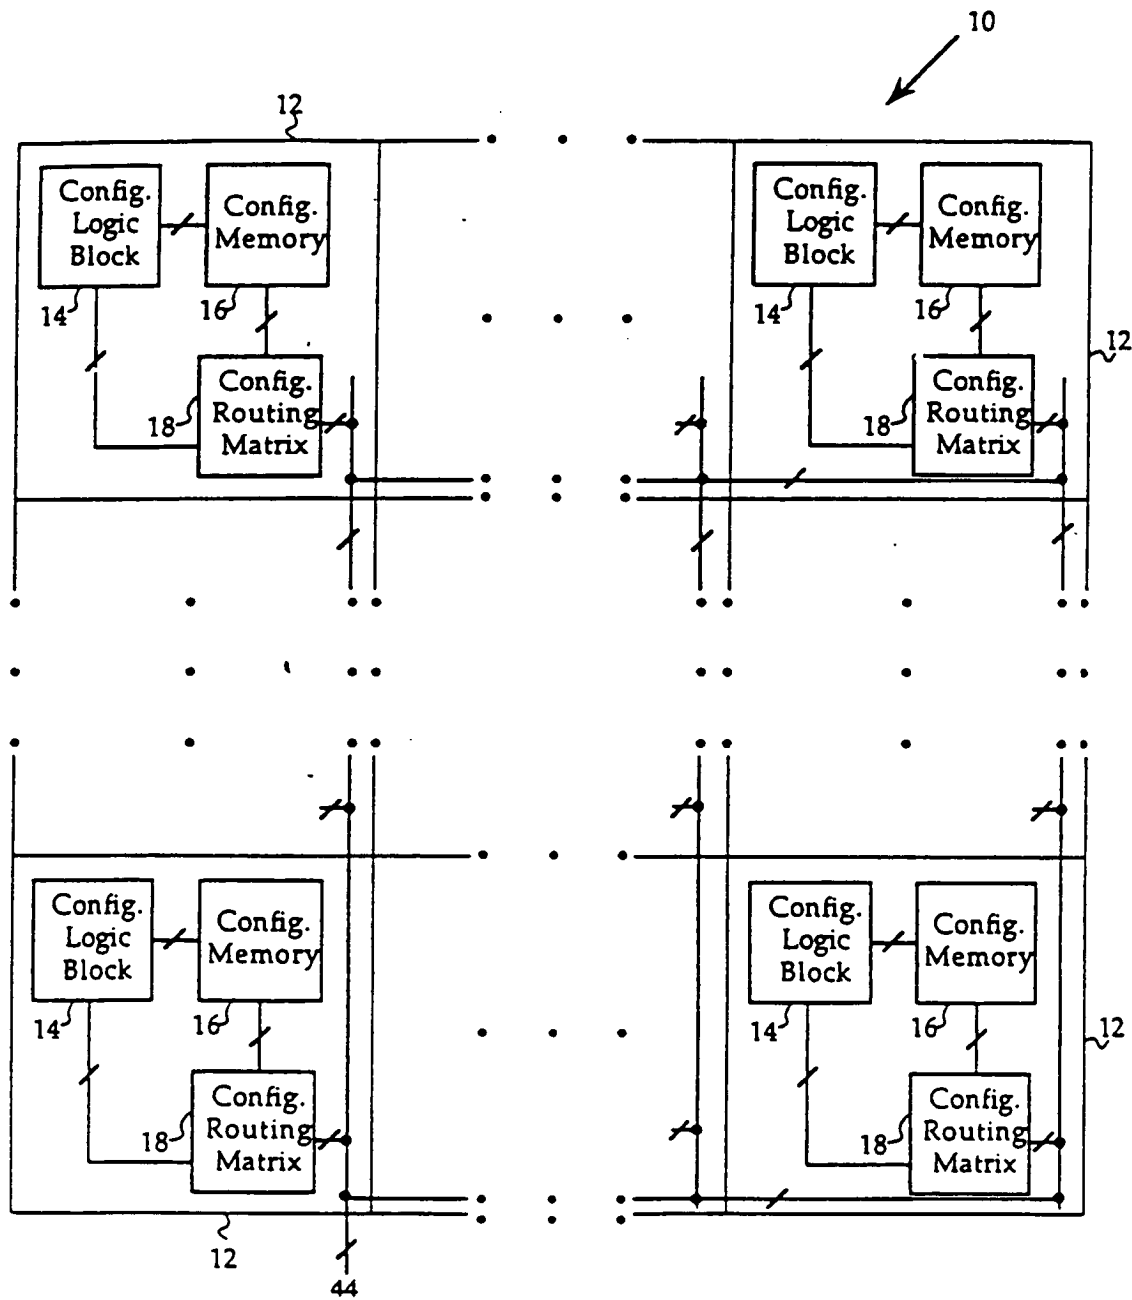 10
12
Config.
Logic
Block
Config.
Memory
14
16
Config.
Routing
Matrix
18
Config.
Logic
Block
Config.
Memory
14
16
12
Config.
Routing
Matrix
18
Config.
Logic
Block
Config.
Memory
14
16
Config.
Routing
Matrix
18
Config.
Logic
Block
Config.
Memory
14
16
12
Config.
Routing
Matrix
18
12
44